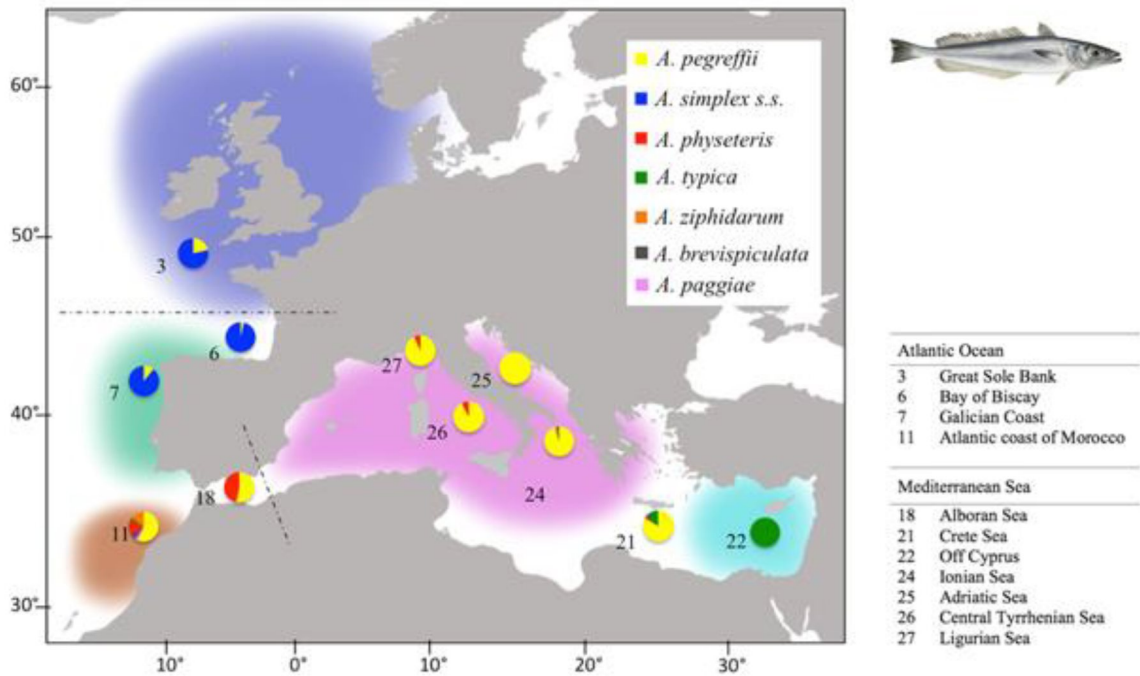 60°
50°
40°
30°
10°
0°
10°
20°
30°
A. pegreffii
A. simplex s.s.
A. physeteris
A. typica
A. ziphidarum
A. brevispiculata
A. paggiae
3
6
7
27
25
26
24
18
11
21
22
Atlantic Ocean
3 Great Sole Bank
6 Bay of Biscay
7 Galician Coast
11 Atlantic coast of Morocco
Mediterranean Sea
18 Alboran Sea
21 Crete Sea
22 Off Cyprus
24 Ionian Sea
25 Adriatic Sea
26 Central Tyrrhenian Sea
27 Ligurian Sea